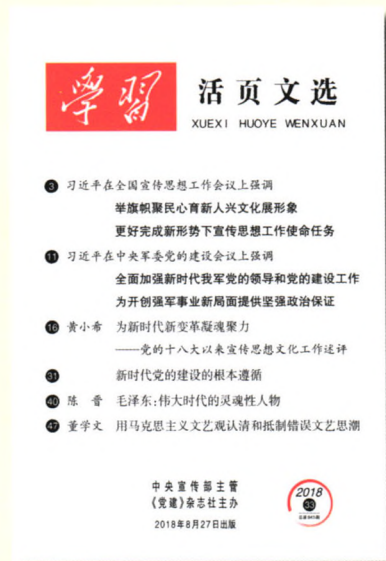 學習
活页文选
XUEXI HUOYE WENXUAN
3 习近平在全国宣传思想工作会议上强调
举旗帜聚民心育新人兴文化展形象
更好完成新形势下宣传思想工作使命任务
11 习近平在中央军委党的建设会议上强调
全面加强新时代我军党的领导和党的建设工作
为开创强军事业新局面提供坚强政治保证
16 黄小希 为新时代新变革凝魂聚力
——党的十八大以来宣传思想文化工作述评
31 新时代党的建设的根本遵循
40 陈 晋 毛泽东:伟大时代的灵魂性人物
47 董学文 用马克思主义文艺观认清和抵制错误文艺思潮
中央宣传部主管
《党建》杂志社主办
2018年8月27日出版
2018
33